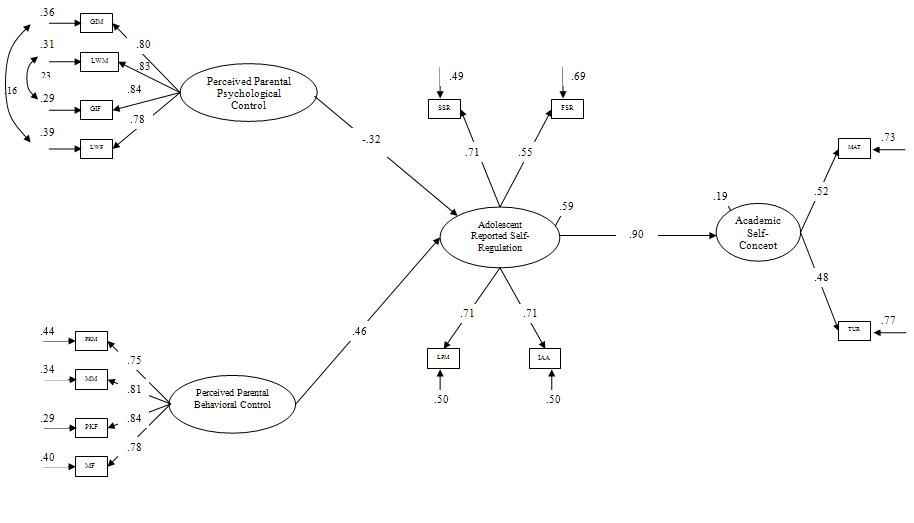 .36
GIM
.31
LWM
.80
.83
23
.16
.29
GIF
.84
.39
LWF
.78
Perceived Parental
Psychological
Control
-.32
.49
.69
SSR
FSR
.71
.55
.59
Adolescent
Reported Self-
Regulation
.90
.19
Academic
Self-
Concept
MAT
.73
.52
.48
TUR
.77
.46
.71
.71
LPM
IAA
.50
.50
.44
PKM
.75
.34
MM
.81
.29
PKF
.84
.40
MF
.78
Perceived Parental
Behavioral Control